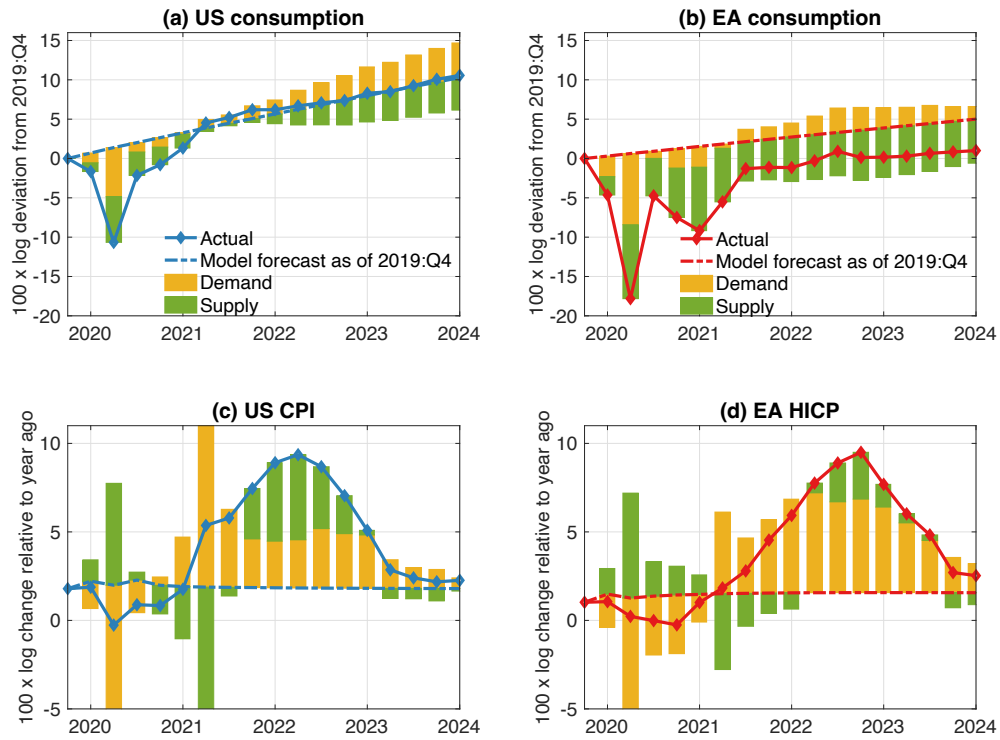 (a) US consumption
100 x log deviation from 2019:Q4
15
10
5
0
-5
-10
-15
-20
Actual
Model forecast as of 2019:Q4
Demand
Supply
2020
2021
2022
2023
2024
(b) EA consumption
100 x log deviation from 2019:Q4
15
10
5
0
-5
-10
-15
-20
Actual
Model forecast as of 2019:Q4
Demand
Supply
2020
2021
2022
2023
2024
(c) US CPI
100 x log change relative to year ago
10
5
0
-5
2020
2021
2022
2023
2024
(d) EA HICP
100 x log change relative to year ago
10
5
0
-5
2020
2021
2022
2023
2024